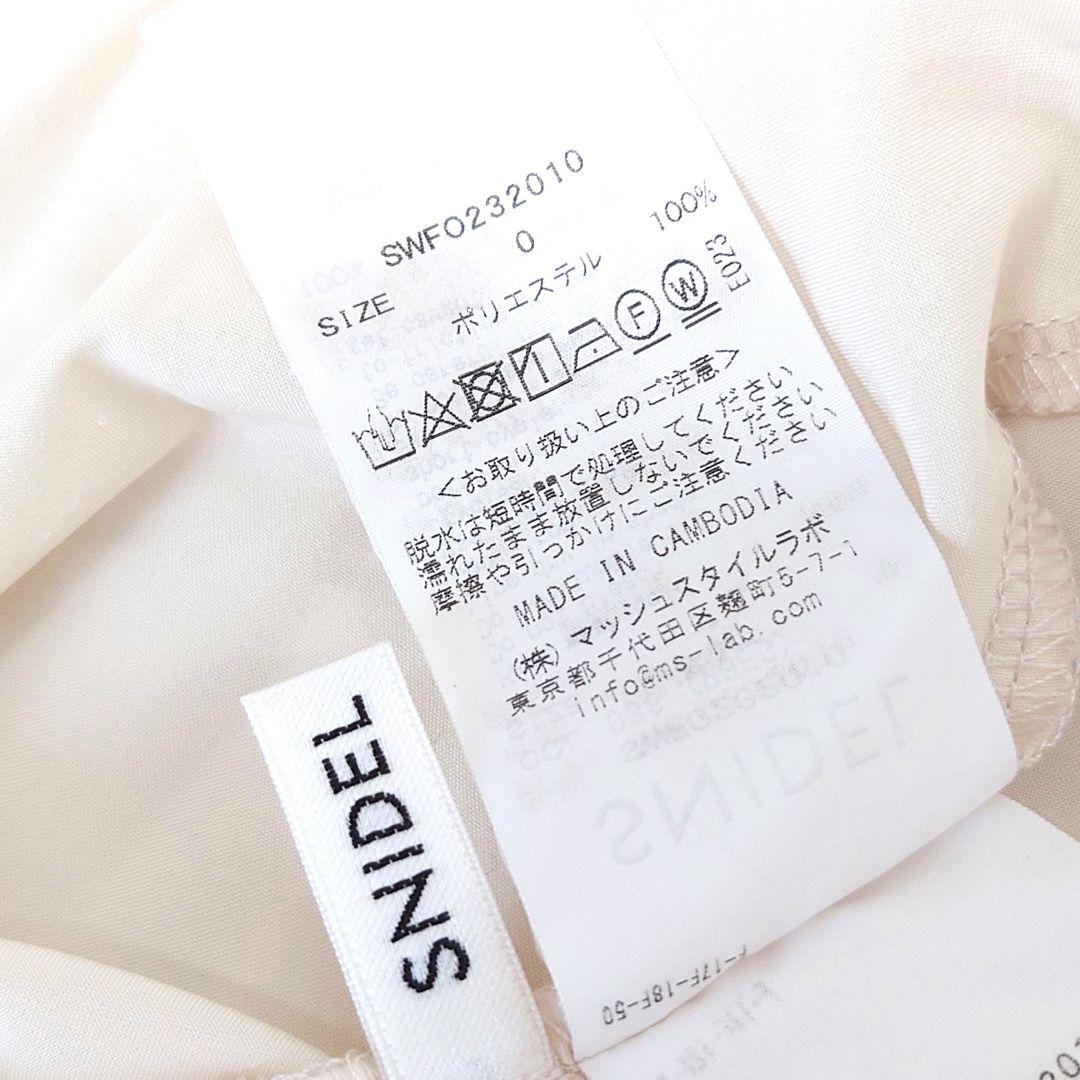 SWFO232010
SIZE 0
ポリエステル 100%
F W E023
<お取り扱い上のご注意>
脱水は短時間で処理してください
濡れたまま放置しないでください
摩擦や引っかけにご注意ください
MADE IN CAMBODIA
(株)マッシュスタイルラボ
東京都千代田区麹町5-7-1
info@ms-lab.com
SNIDEL
SNIDEL
-17F-18F-50